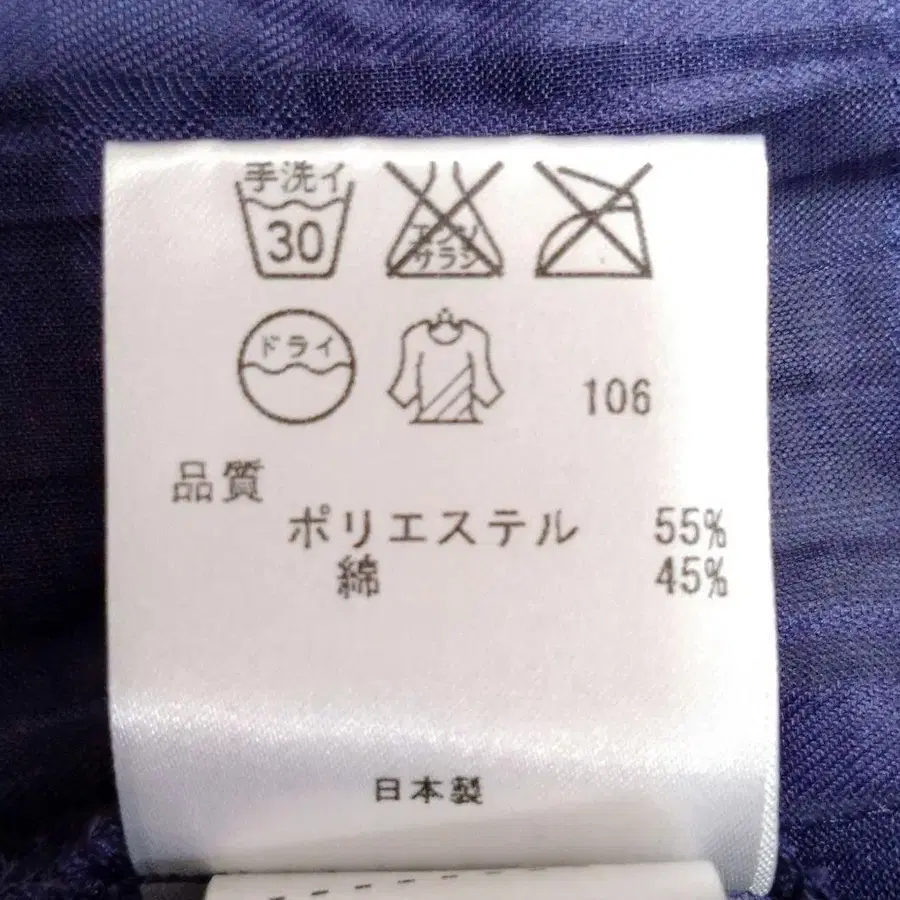 手洗イ
30
エンソ
サラシ
ドライ
106
品質
ポリエステル 55%
綿 45%
日本製